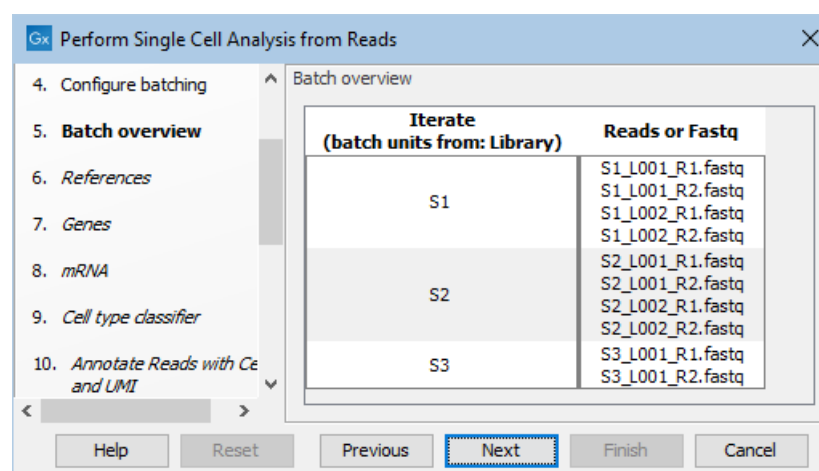 Gx Perform Single Cell Analysis from Reads
4. Configure batching
5. Batch overview
6. References
7. Genes
8. mRNA
9. Cell type classifier
10. Annotate Reads with Ce
and UMI
Batch overview
Iterate
(batch units from: Library)
Reads or Fastq
S1
S1_L001_R1.fastq
S1_L001_R2.fastq
S1_L002_R1.fastq
S1_L002_R2.fastq
S2
S2_L001_R1.fastq
S2_L001_R2.fastq
S2_L002_R1.fastq
S2_L002_R2.fastq
S3
S3_L001_R1.fastq
S3_L001_R2.fastq
Help Reset Previous Next Finish Cancel